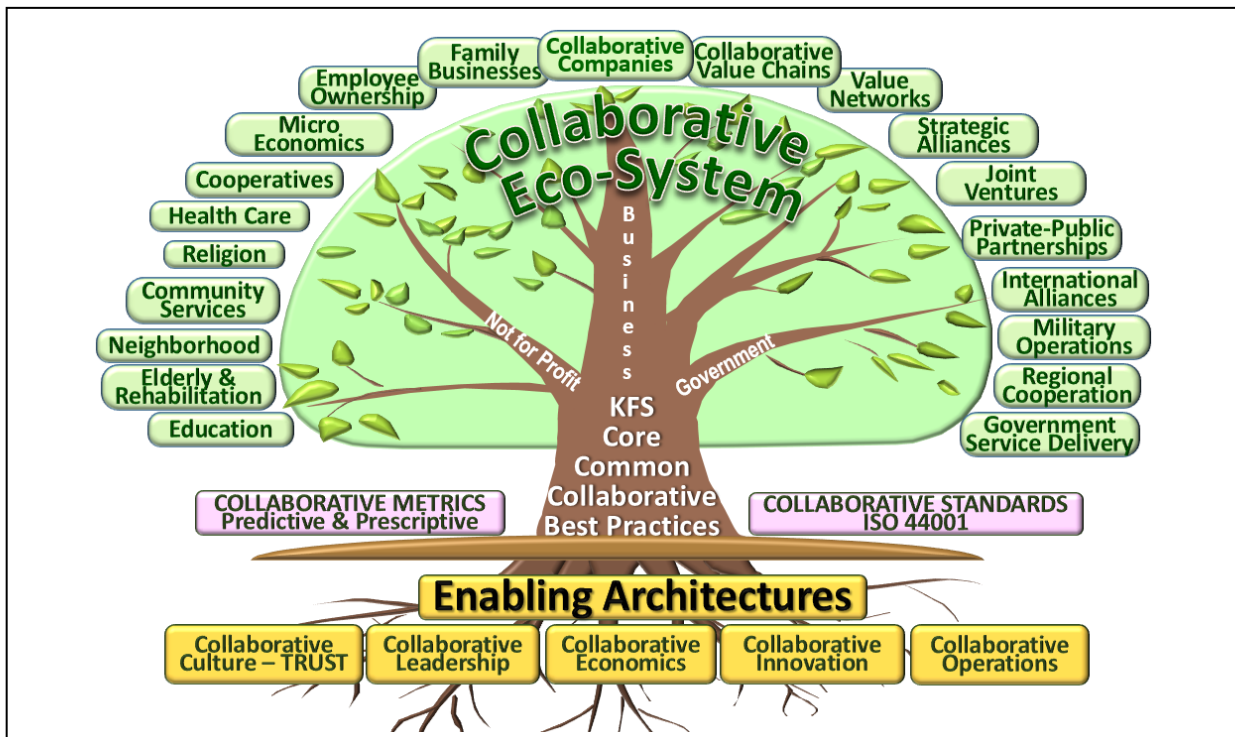 Collaborative
Eco-System
Collaborative
Companies
Family
Businesses
Employee
Ownership
Micro
Economics
Cooperatives
Health Care
Religion
Community
Services
Neighborhood
Elderly &
Rehabilitation
Education
Collaborative
Value Chains
Value
Networks
Strategic
Alliances
Joint
Ventures
Private-Public
Partnerships
International
Alliances
Military
Operations
Regional
Cooperation
Government
Service Delivery
Not for Profit
Business
Government
KFS
Core
Common
Collaborative
Best Practices
COLLABORATIVE METRICS
Predictive & Prescriptive
COLLABORATIVE STANDARDS
ISO 44001
Enabling Architectures
Collaborative
Culture – TRUST
Collaborative
Leadership
Collaborative
Economics
Collaborative
Innovation
Collaborative
Operations